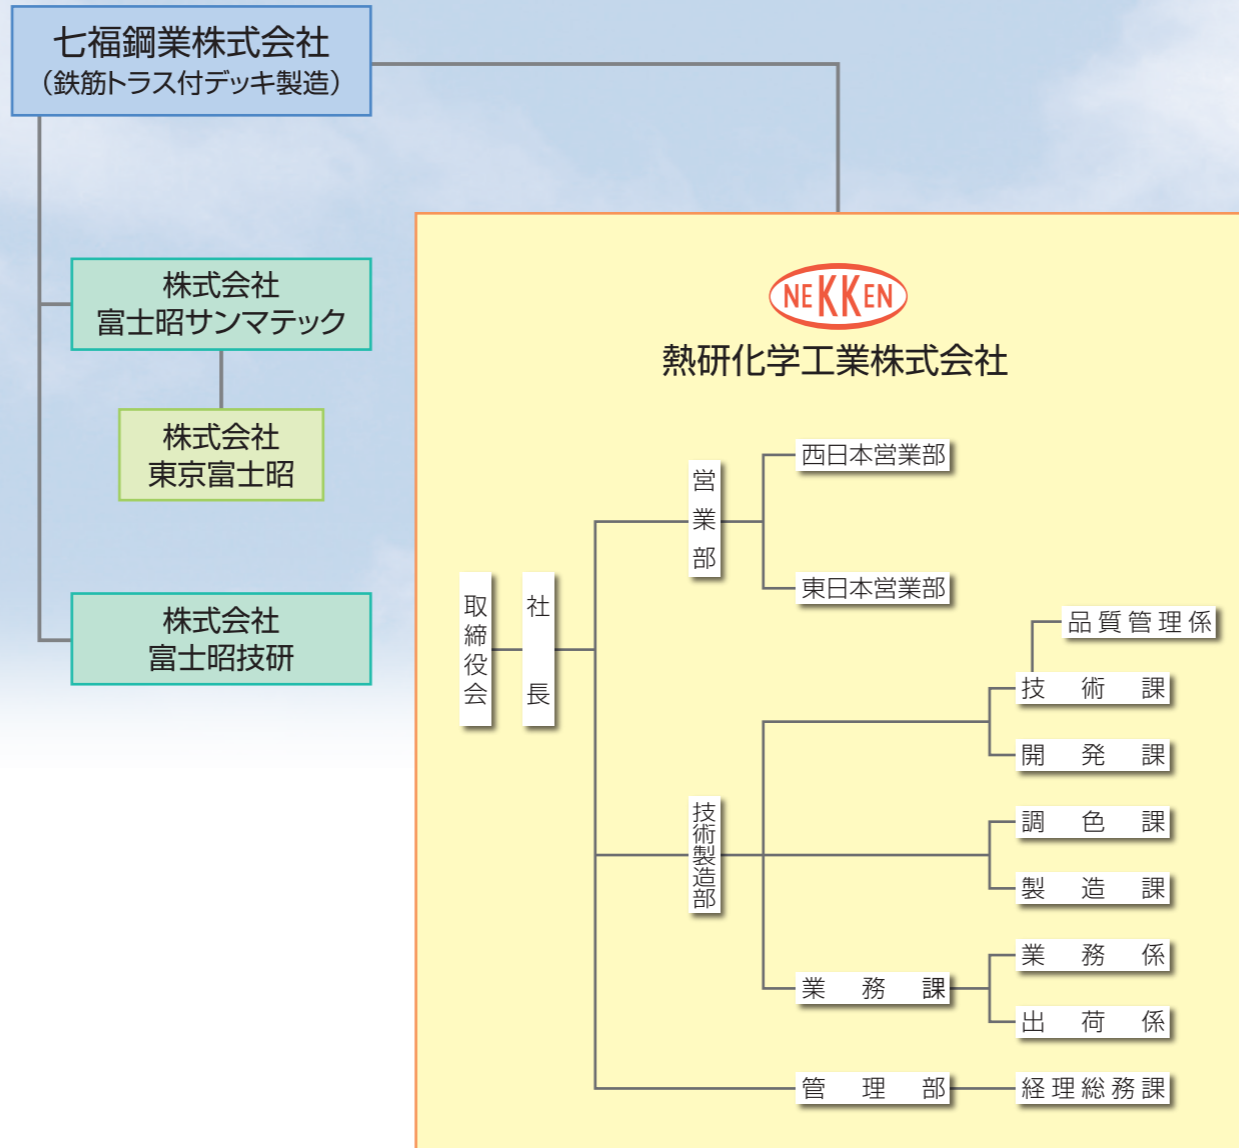 七福鋼業株式会社
（鉄筋トラス付デッキ製造）
株式会社
富士昭サンマテック
株式会社
東京富士昭
株式会社
富士昭技研
NEKKEN
熱研化学工業株式会社
取締役会
社長
営業部
西日本営業部
東日本営業部
技術製造部
品質管理係
技術課
開発課
調色課
製造課
業務課
業務係
出荷係
管理部
経理総務課